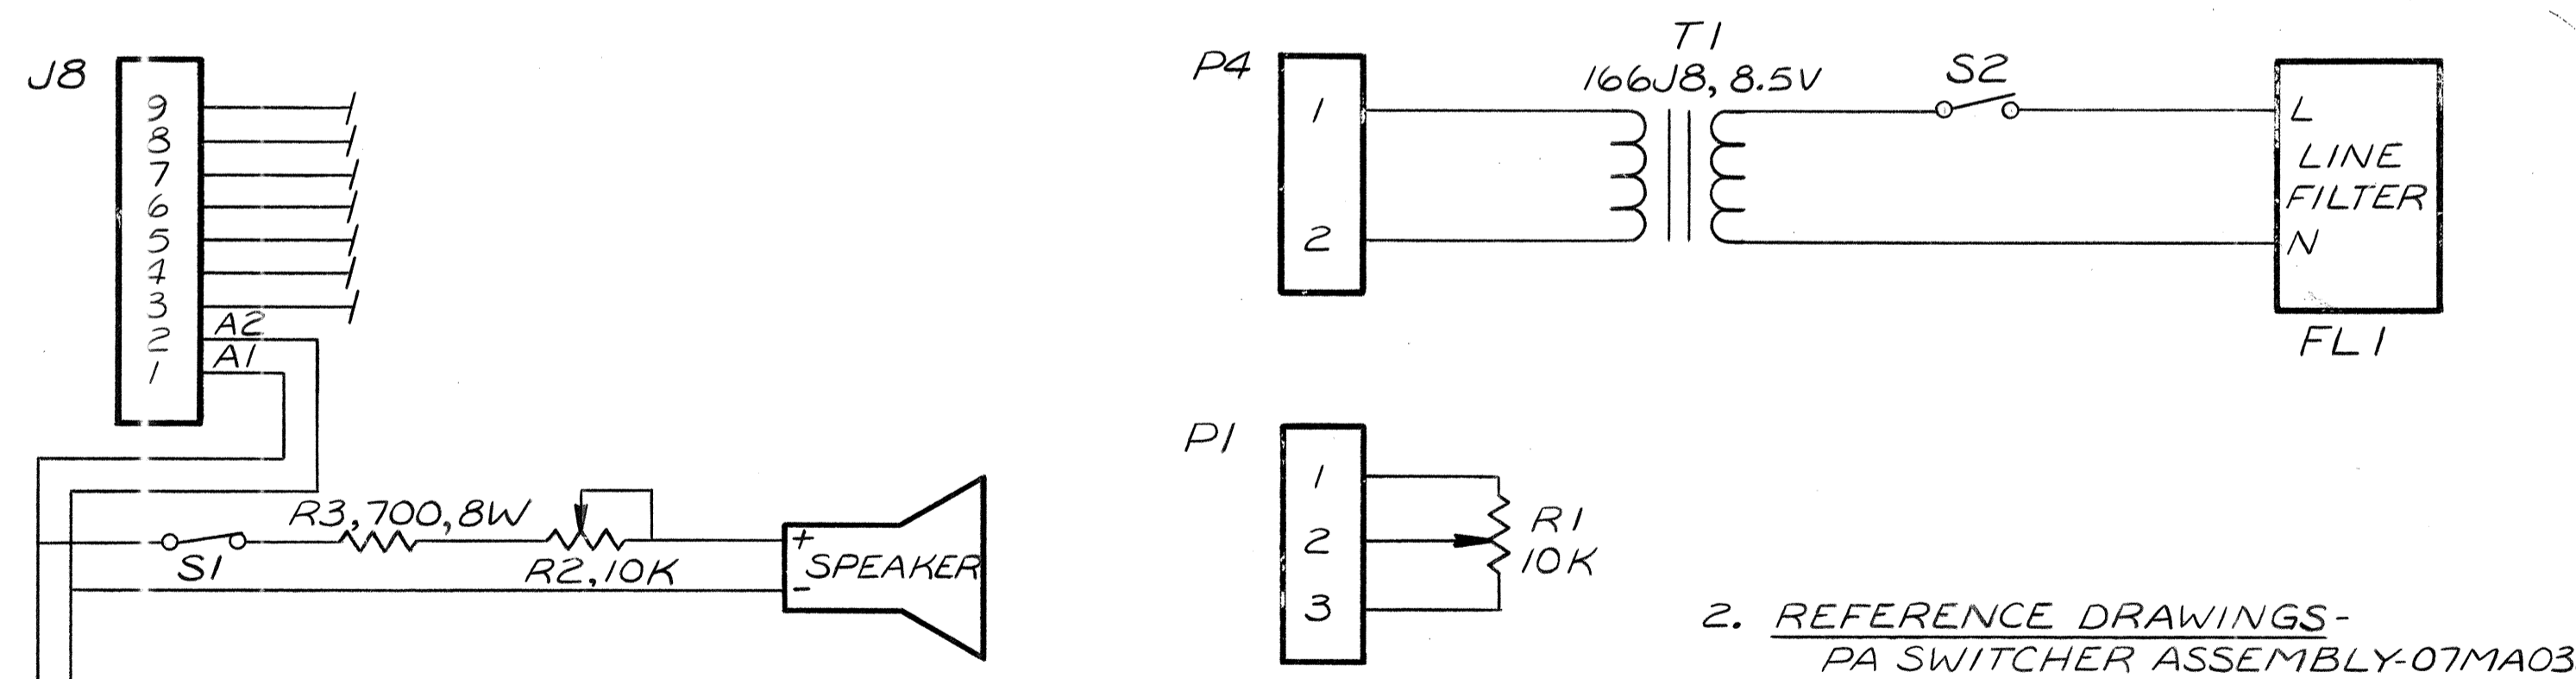 J8
9
8
7
6
5
4
3
A2
2
A1
1
R3,700,8W
S1
R2,10K
+
SPEAKER
-
P4
1
2
T1
166J8, 8.5V
S2
L
LINE
FILTER
N
FL1
P1
1
2
3
R1
10K
2. REFERENCE DRAWINGS-
PA SWITCHER ASSEMBLY-07MA03